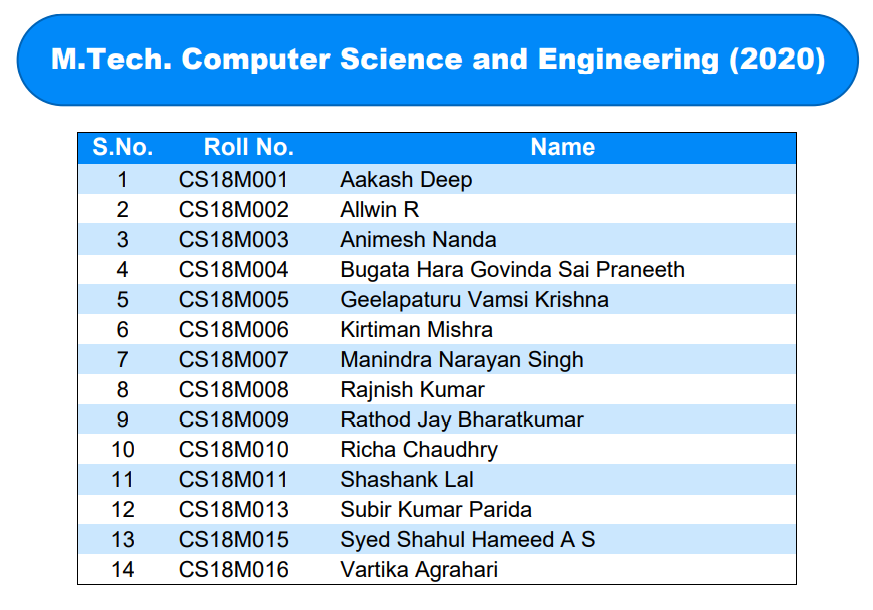 M.Tech. Computer Science and Engineering (2020)
S.No. Roll No. Name
1 CS18M001 Aakash Deep
2 CS18M002 Allwin R
3 CS18M003 Animesh Nanda
4 CS18M004 Bugata Hara Govinda Sai Praneeth
5 CS18M005 Geelapaturu Vamsi Krishna
6 CS18M006 Kirtiman Mishra
7 CS18M007 Manindra Narayan Singh
8 CS18M008 Rajnish Kumar
9 CS18M009 Rathod Jay Bharatkumar
10 CS18M010 Richa Chaudhry
11 CS18M011 Shashank Lal
12 CS18M013 Subir Kumar Parida
13 CS18M015 Syed Shahul Hameed A S
14 CS18M016 Vartika Agrahari